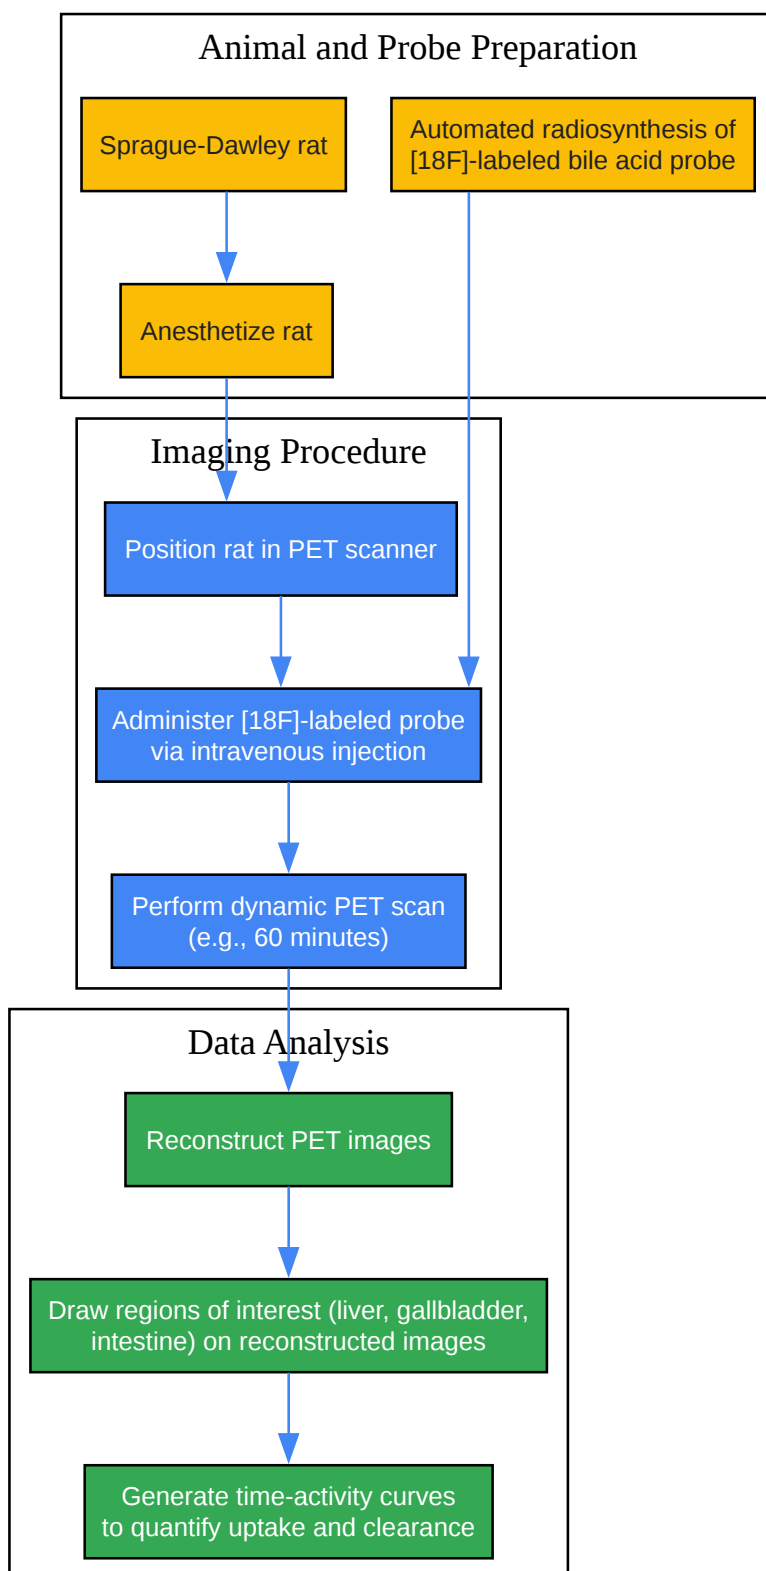 Animal and Probe Preparation
Sprague-Dawley rat
Automated radiosynthesis of
[18F]-labeled bile acid probe
Anesthetize rat
Imaging Procedure
Position rat in PET scanner
Administer [18F]-labeled probe
via intravenous injection
Perform dynamic PET scan
(e.g., 60 minutes)
Data Analysis
Reconstruct PET images
Draw regions of interest (liver, gallbladder,
intestine) on reconstructed images
Generate time-activity curves
to quantify uptake and clearance